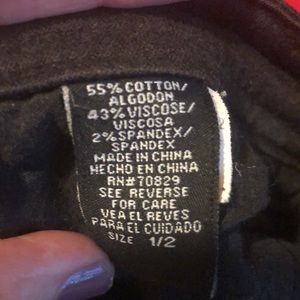 55% COTTON/
ALGODON
43% VISCOSE/
VISCOSA
2% SPANDEX/
SPANDEX
MADE IN CHINA
HECHO EN CHINA
RN#70829
SEE REVERSE
FOR CARE
VEA EL REVES
PARA EL CUIDADO
SIZE 1/2